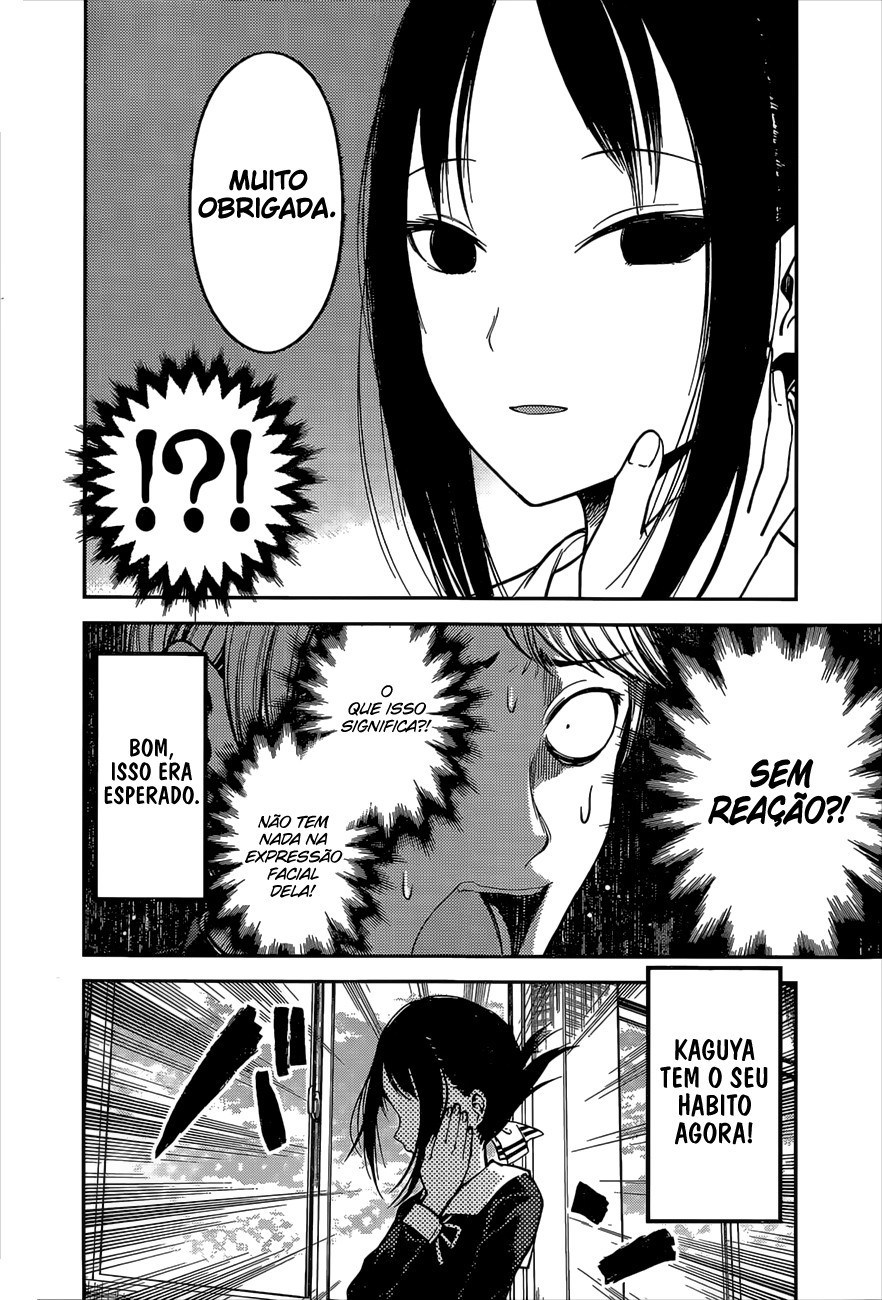 MUITO
OBRIGADA.
!?!
SEM
REAÇÃO?!
O
QUE ISSO
SIGNIFICA?!
NÃO TEM
NADA NA
EXPRESSÃO
FACIAL
DELA!
BOM,
ISSO ERA
ESPERADO.
KAGUYA
TEM O SEU
HABITO
AGORA!